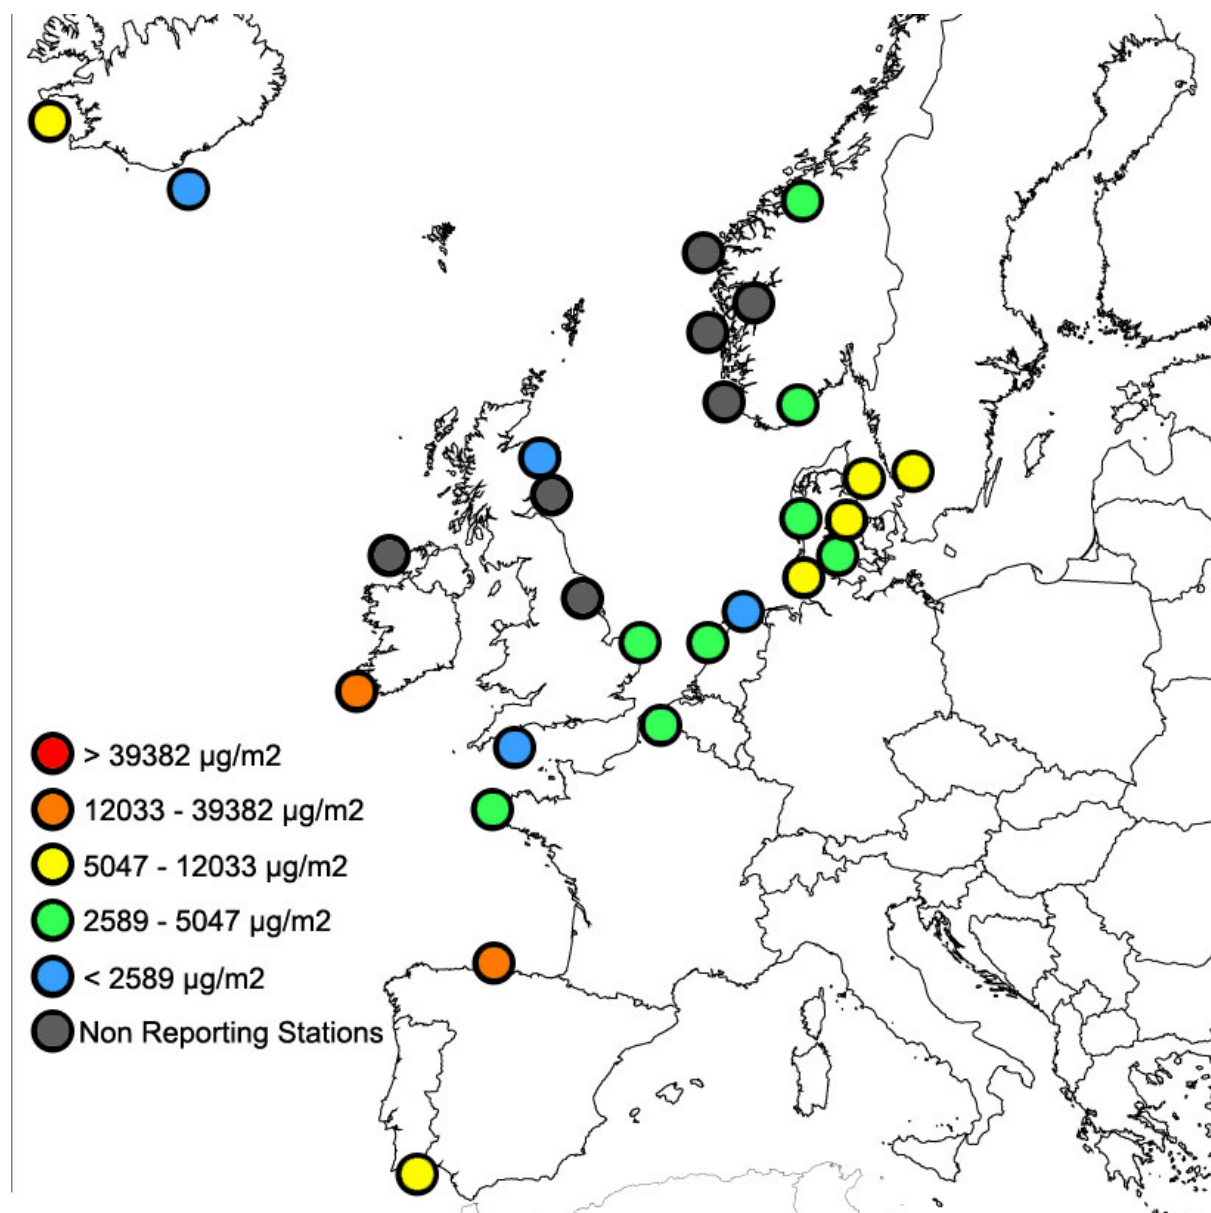 > 39382 µg/m2
12033 - 39382 µg/m2
5047 - 12033 µg/m2
2589 - 5047 µg/m2
< 2589 µg/m2
Non Reporting Stations